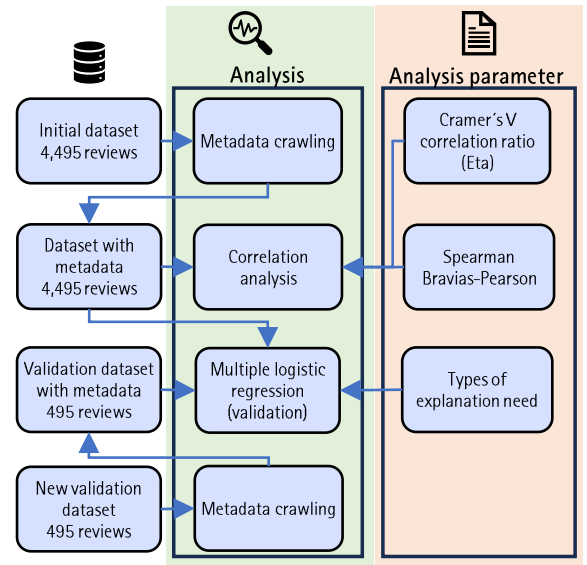 Analysis
Analysis parameter
Initial dataset
4,495 reviews
Metadata crawling
Cramer´s V
correlation ratio
(Eta)
Dataset with
metadata
4,495 reviews
Correlation
analysis
Spearman
Bravias-Pearson
Validation dataset
with metadata
495 reviews
Multiple logistic
regression
(validation)
Types of
explanation need
New validation
dataset
495 reviews
Metadata crawling